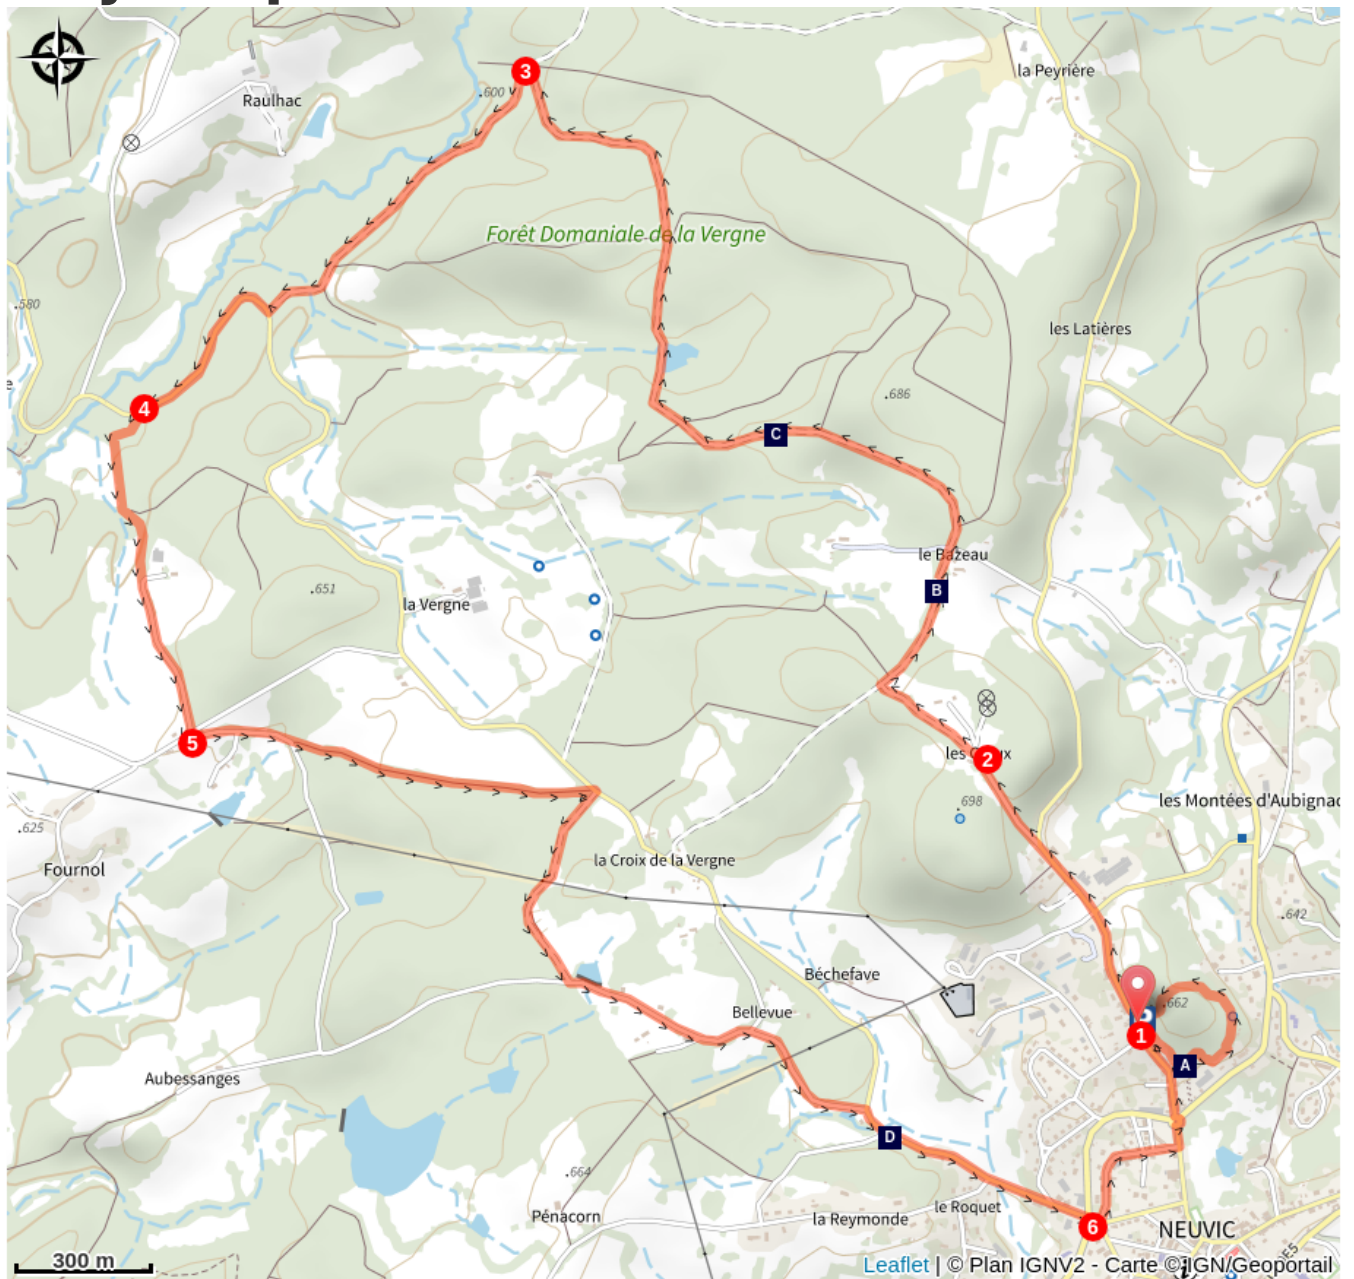 3
la Peyrière
.600
Raulhac
Forêt Domaniale de la Vergne
.580
les Latières
.686
4
C
le Bazeau
B
.651
la Vergne
5
2
.698
les Montées d'Aubignac
.625
la Croix de la Vergne
Fournol
.642
Béchefave
.662
Bellevue
1
A
Aubessanges
D
.664
le Roquet
Pénacorn
la Reymonde
6
NEUVIC
300 m
Leaflet | © Plan IGNV2 - Carte © IGN/Geoportail